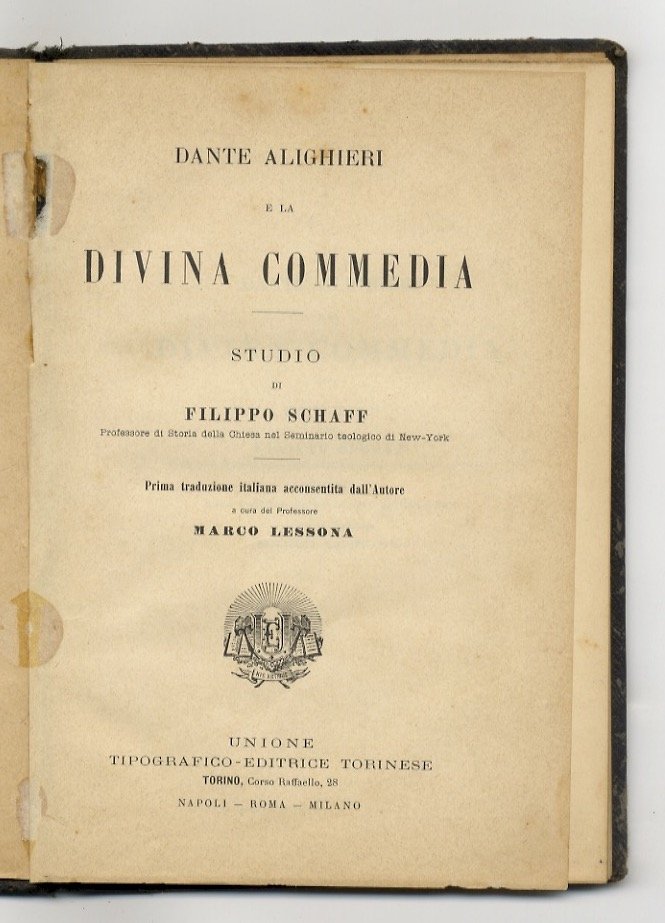 DANTE ALIGHIERI
E LA
DIVINA COMMEDIA
STUDIO
DI
FILIPPO SCHAFF
Professore di Storia della Chiesa nel Seminario teologico di New-York
Prima traduzione italiana acconsentita dall'Autore
a cura del Professore
MARCO LESSONA
UNIONE
TIPOGRAFICO-EDITRICE TORINESE
TORINO, Corso Raffaello, 28
NAPOLI — ROMA — MILANO